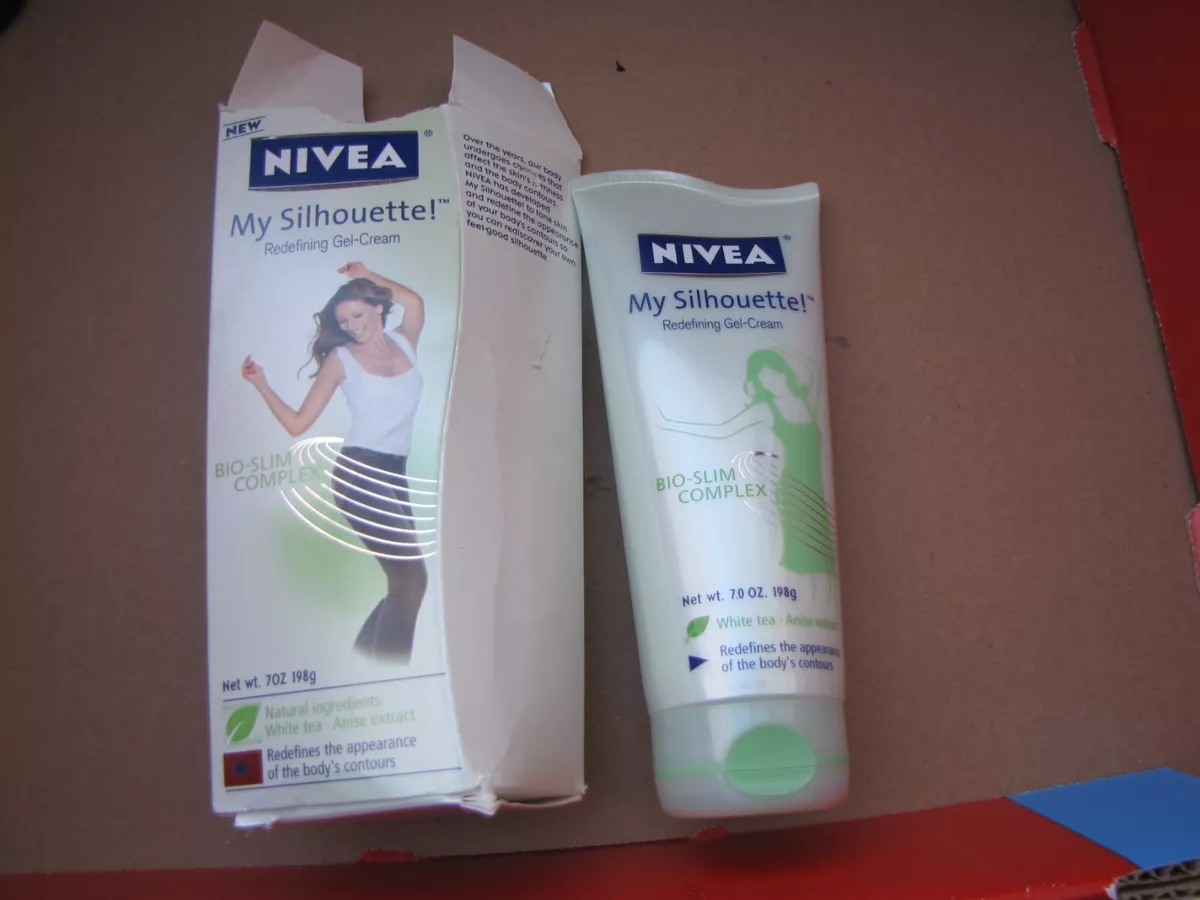 NEW
NIVEA®
My Silhouette!™
Redefining Gel-Cream
BIO-SLIM
COMPLEX
Net wt. 7OZ 198g
Natural ingredients:
White tea · Anise extract
Redefines the appearance
of the body's contours
Over the years, our body
undergoes changes that
affect the skin's firmness
and the body contours.
NIVEA has developed
My Silhouette! to tone skin
and redefine the appearance
of your body's contours so
you can rediscover your own
feel-good silhouette.
NIVEA®
My Silhouette!™
Redefining Gel-Cream
BIO-SLIM
COMPLEX
Net wt. 7.0 OZ. 198g
White tea · Anise extract
Redefines the appearance
of the body's contours